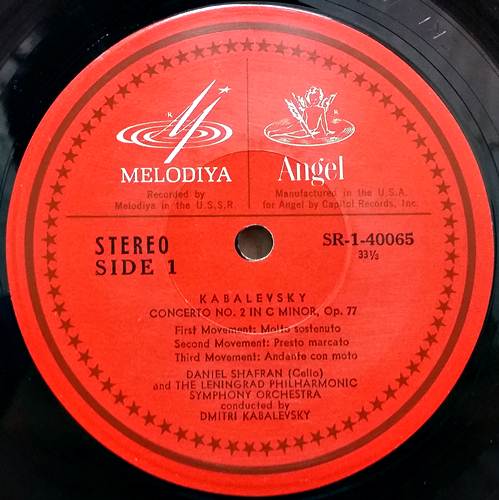 MELODIYA
Recorded by
Melodiya in the U.S.S.R.
Angel
Manufactured in the U.S.A.
for Angel by Capitol Records, Inc.
STEREO
SIDE 1
SR-1-40065
33⅓
KABALEVSKY
CONCERTO NO. 2 IN C MINOR, Op. 77
First Movement: Molto sostenuto
Second Movement: Presto marcato
Third Movement: Andante con moto
DANIEL SHAFRAN (Cello)
and THE LENINGRAD PHILHARMONIC
SYMPHONY ORCHESTRA
conducted by
DMITRI KABALEVSKY